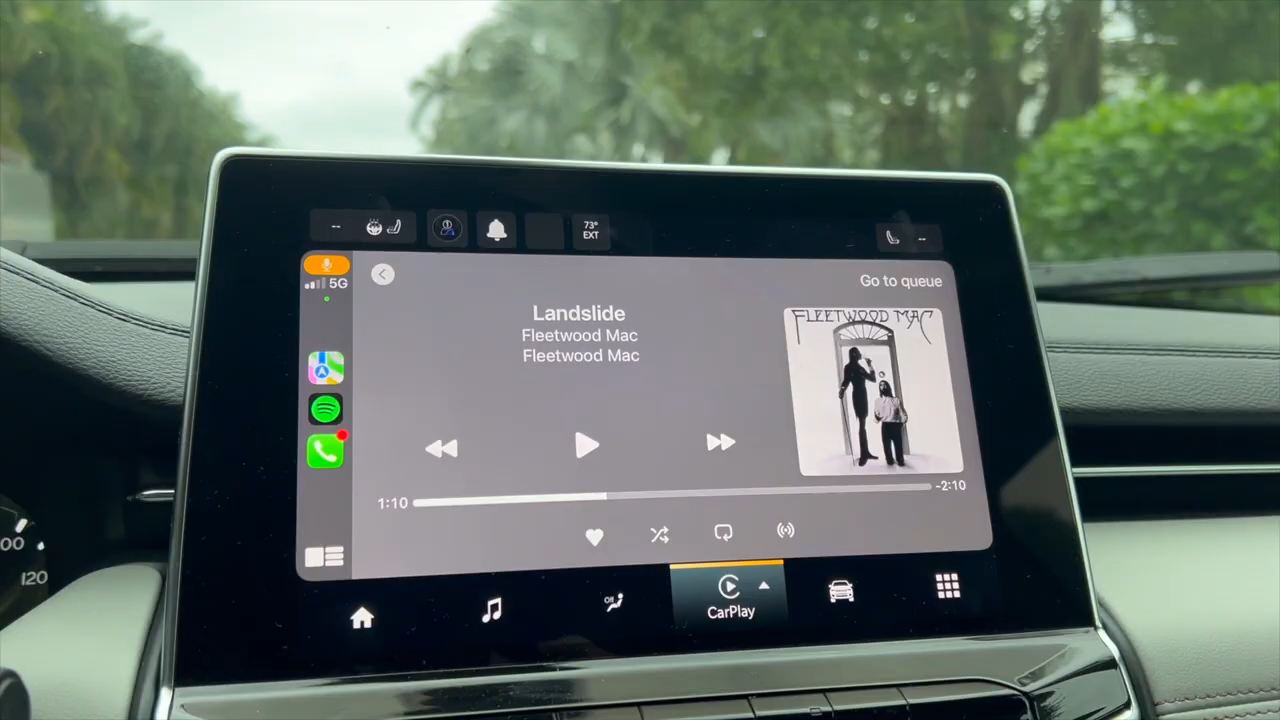 --
73°
EXT
--
5G
Go to queue
Landslide
Fleetwood Mac
Fleetwood Mac
FLEETWOOD MAC
1:10
-2:10
Off
CarPlay
00
120